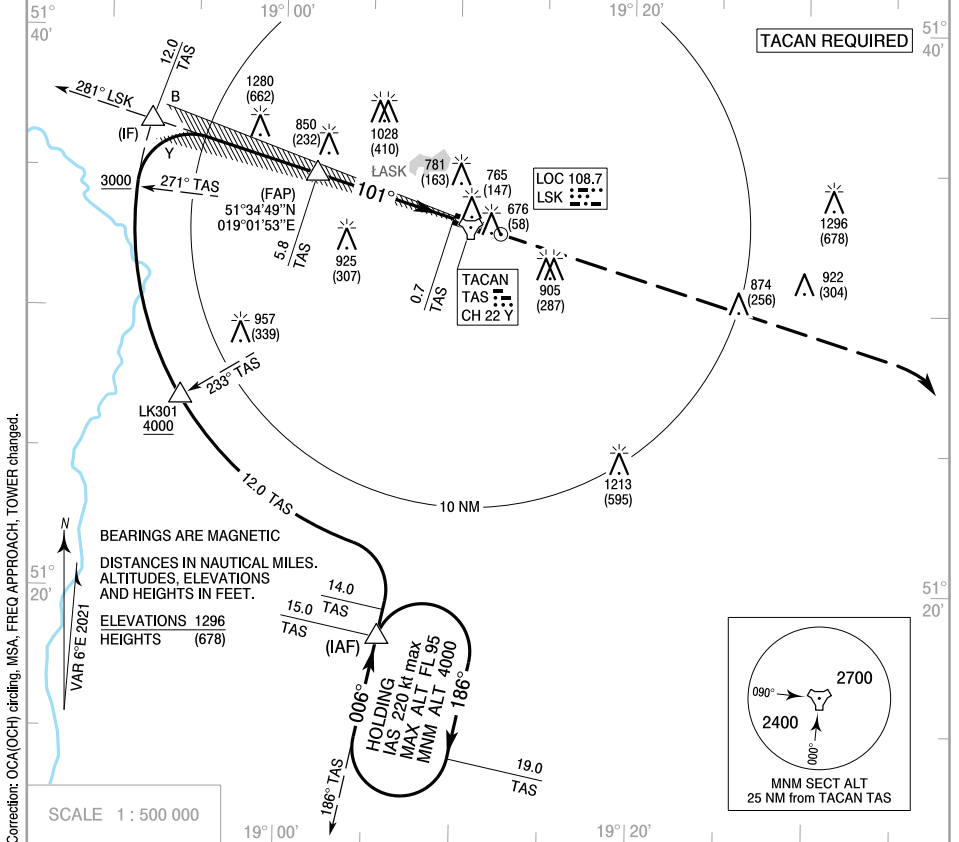 51°
40'
19° 00'
19° 20'
51°
40'
TACAN REQUIRED
12.0
TAS
281° LSK
B
(IF)
Y
1280
(662)
850
(232)
1028
(410)
ŁASK
781
(163)
765
(147)
676
(58)
LOC 108.7
LSK
3000
271° TAS
(FAP)
51°34'49"N
019°01'53"E
101°
5.8
TAS
925
(307)
0.7
TAS
TACAN
TAS
CH 22 Y
905
(287)
1296
(678)
874
(256)
922
(304)
957
(339)
233° TAS
LK301
4000
12.0 TAS
10 NM
1213
(595)
N
VAR 6°E 2021
BEARINGS ARE MAGNETIC
DISTANCES IN NAUTICAL MILES.
ALTITUDES, ELEVATIONS
AND HEIGHTS IN FEET.
ELEVATIONS 1296
HEIGHTS (678)
51°
20'
51°
20'
14.0
TAS
15.0
TAS
(IAF)
006°
HOLDING
IAS 220 kt max
MAX ALT FL 95
MNM ALT 4000
186°
186° TAS
19.0
TAS
090°
2700
2400
000°
MNM SECT ALT
25 NM from TACAN TAS
SCALE 1 : 500 000
19° 00'
19° 20'
Correction: OCA(OCH) circling, MSA, FREQ APPROACH, TOWER changed.